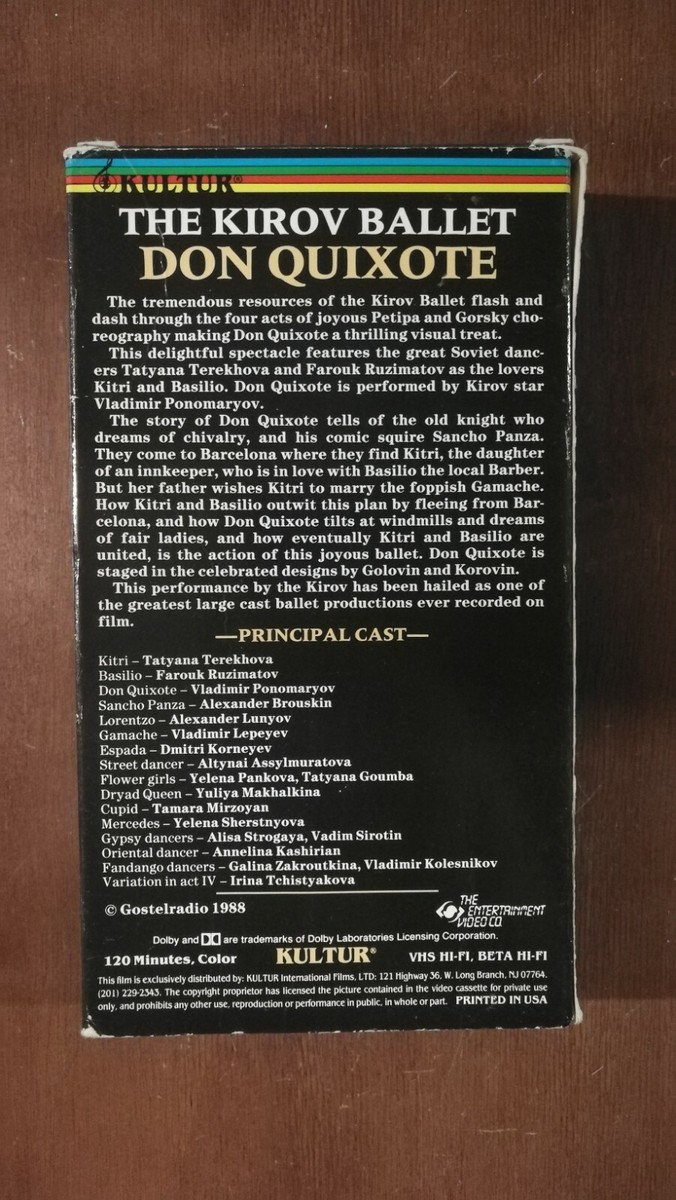 KULTUR®
THE KIROV BALLET
DON QUIXOTE
The tremendous resources of the Kirov Ballet flash and
dash through the four acts of joyous Petipa and Gorsky cho-
reography making Don Quixote a thrilling visual treat.
This delightful spectacle features the great Soviet danc-
ers Tatyana Terekhova and Farouk Ruzimatov as the lovers
Kitri and Basilio. Don Quixote is performed by Kirov star
Vladimir Ponomaryov.
The story of Don Quixote tells of the old knight who
dreams of chivalry, and his comic squire Sancho Panza.
They come to Barcelona where they find Kitri, the daughter
of an innkeeper, who is in love with Basilio the local Barber.
But her father wishes Kitri to marry the foppish Gamache.
How Kitri and Basilio outwit this plan by fleeing from Bar-
celona, and how Don Quixote tilts at windmills and dreams
of fair ladies, and how eventually Kitri and Basilio are
united, is the action of this joyous ballet. Don Quixote is
staged in the celebrated designs by Golovin and Korovin.
This performance by the Kirov has been hailed as one of
the greatest large cast ballet productions ever recorded on
film.
—PRINCIPAL CAST—
Kitri – Tatyana Terekhova
Basilio – Farouk Ruzimatov
Don Quixote – Vladimir Ponomaryov
Sancho Panza – Alexander Brouskin
Lorentzo – Alexander Lunyov
Gamache – Vladimir Lepeyev
Espada – Dmitri Korneyev
Street dancer – Altynai Assylmuratova
Flower girls – Yelena Pankova, Tatyana Goumba
Dryad Queen – Yuliya Makhalkina
Cupid – Tamara Mirzoyan
Mercedes – Yelena Sherstnyova
Gypsy dancers – Alisa Strogaya, Vadim Sirotin
Oriental dancer – Annelina Kashirian
Fandango dancers – Galina Zakroutkina, Vladimir Kolesnikov
Variation in act IV – Irina Tchistyakova
© Gostelradio 1988
THE
ENTERTAINMENT
VIDEO CO.
Dolby and DD are trademarks of Dolby Laboratories Licensing Corporation.
120 Minutes, Color KULTUR® VHS HI-FI, BETA HI-FI
This film is exclusively distributed by: KULTUR International Films, LTD: 121 Highway 36, W. Long Branch, NJ 07764.
(201) 229-2343. The copyright proprietor has licensed the picture contained in the video cassette for private use
only, and prohibits any other use, reproduction or performance in public, in whole or part. PRINTED IN USA